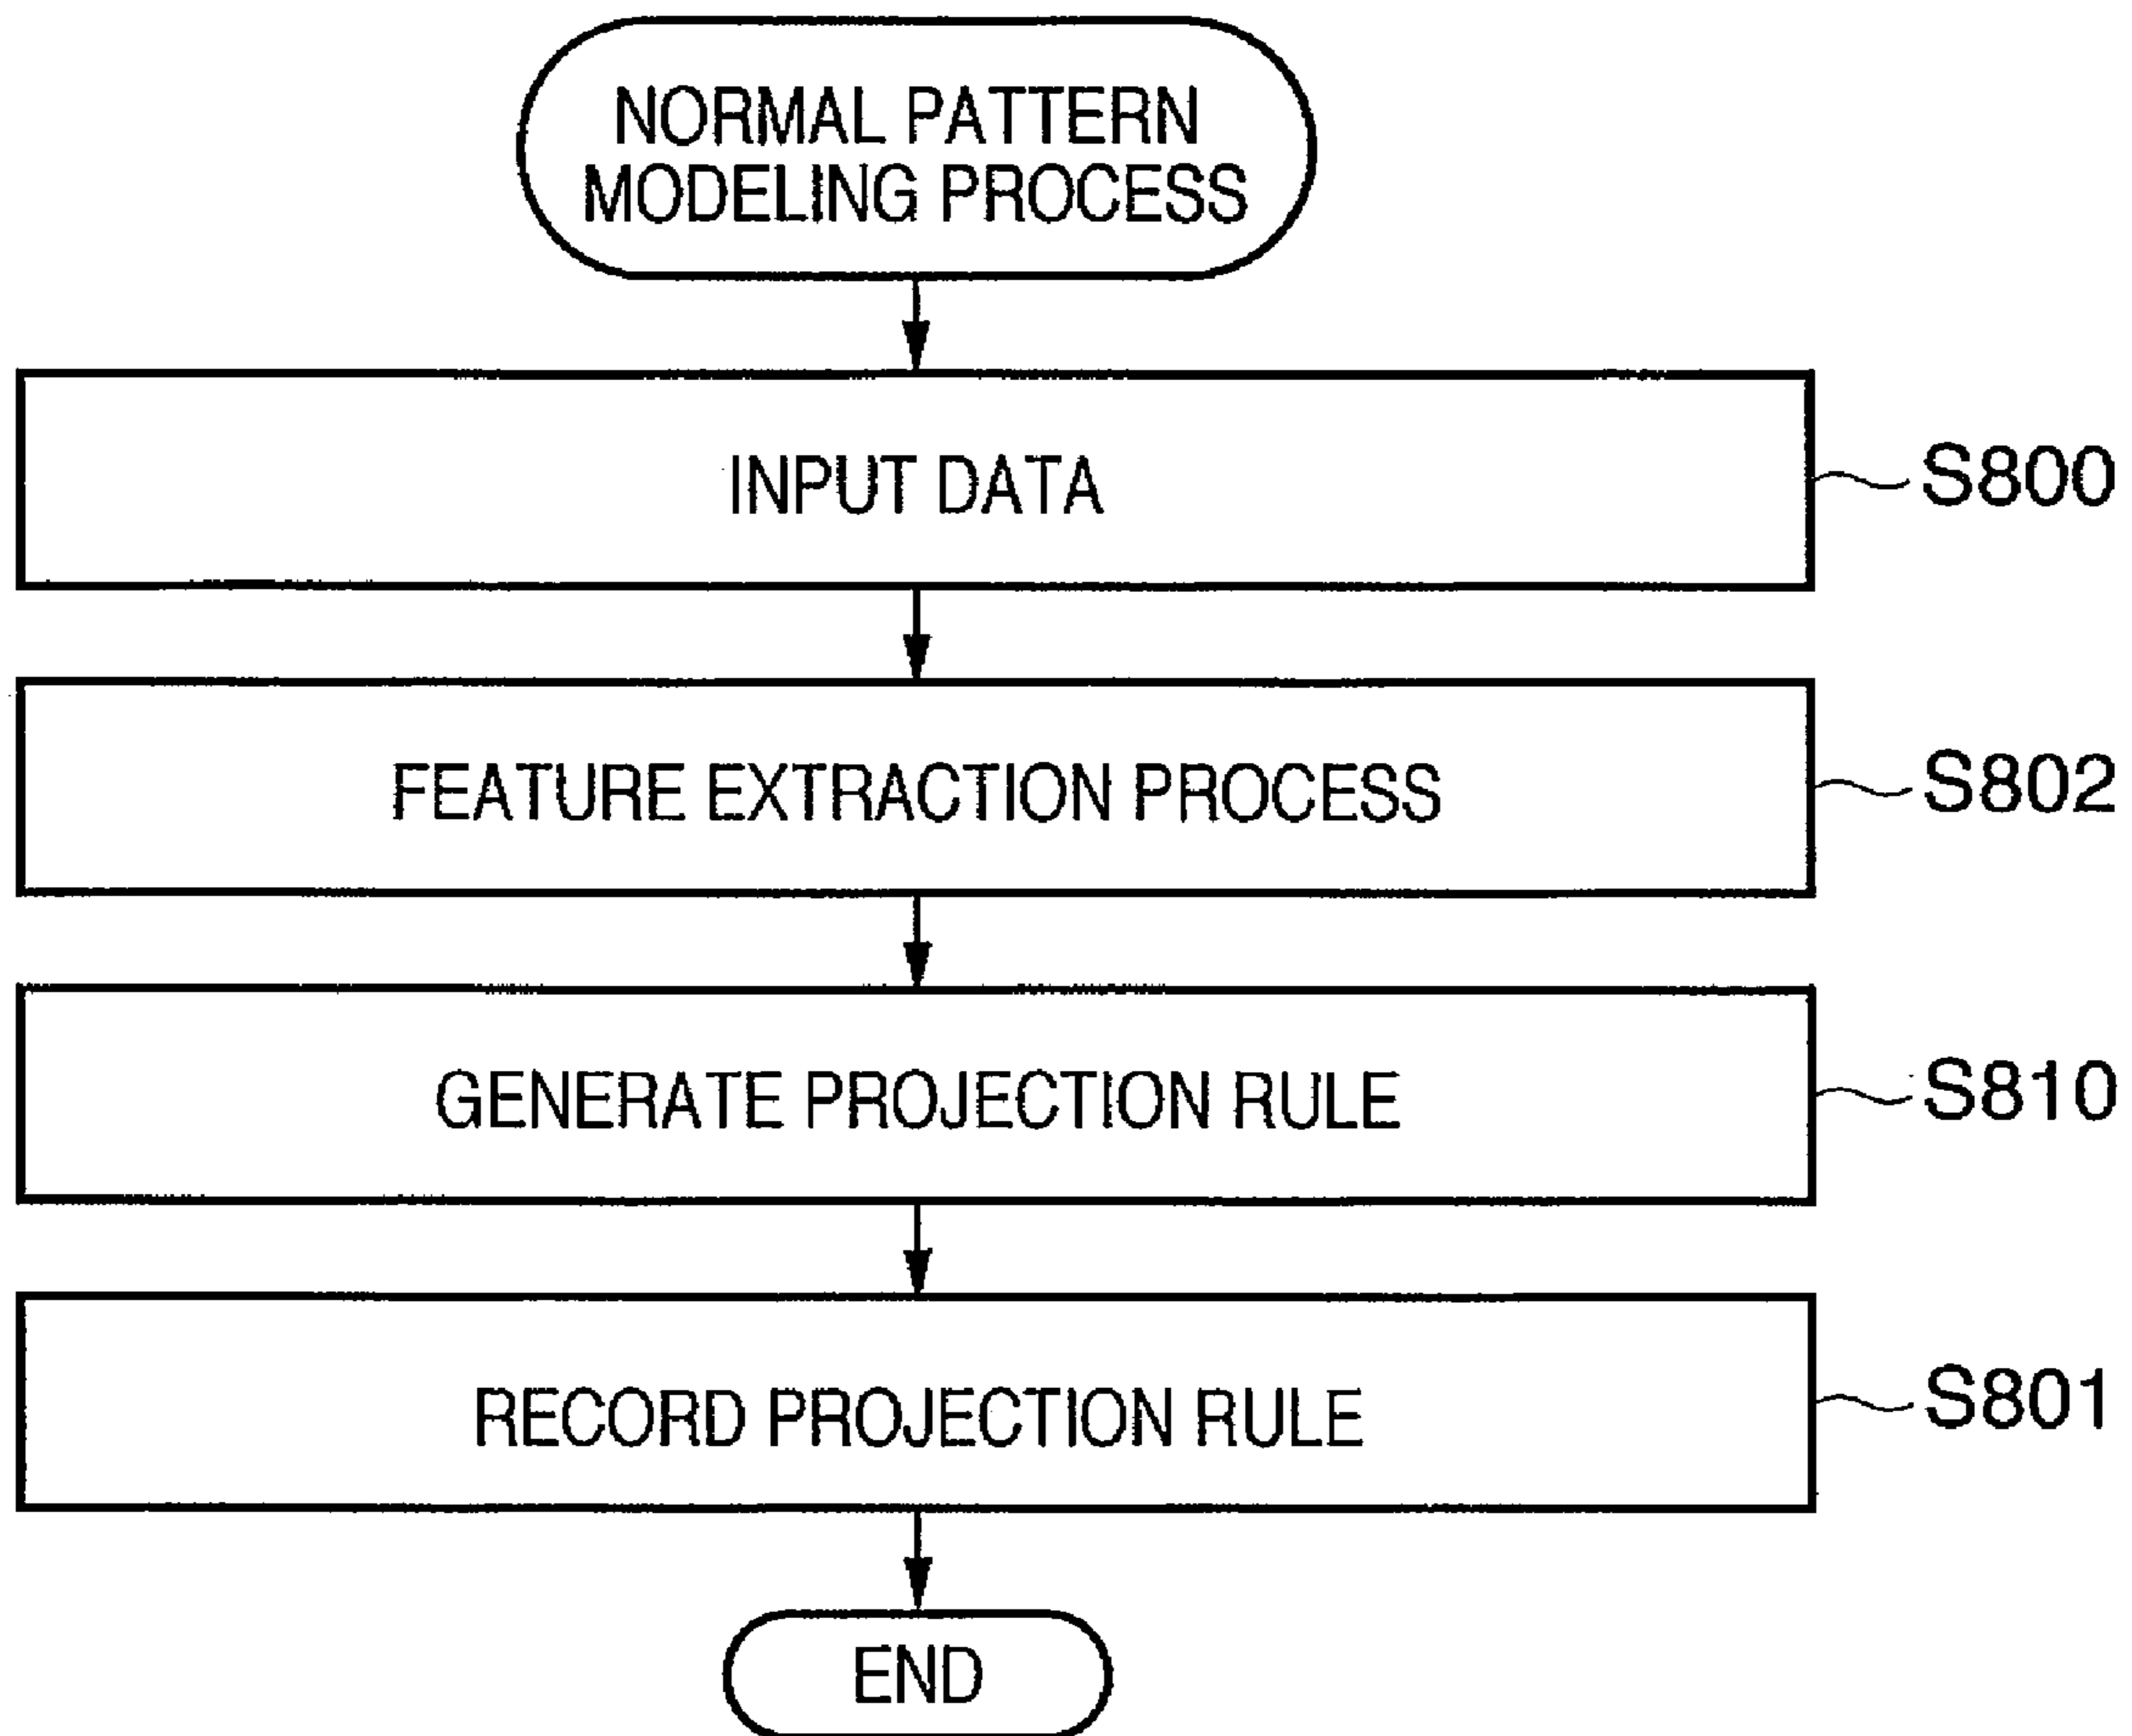 NORMAL PATTERN
MODELING PROCESS
INPUT DATA
S800
FEATURE EXTRACTION PROCESS
S802
GENERATE PROJECTION RULE
S810
RECORD PROJECTION RULE
S801
END